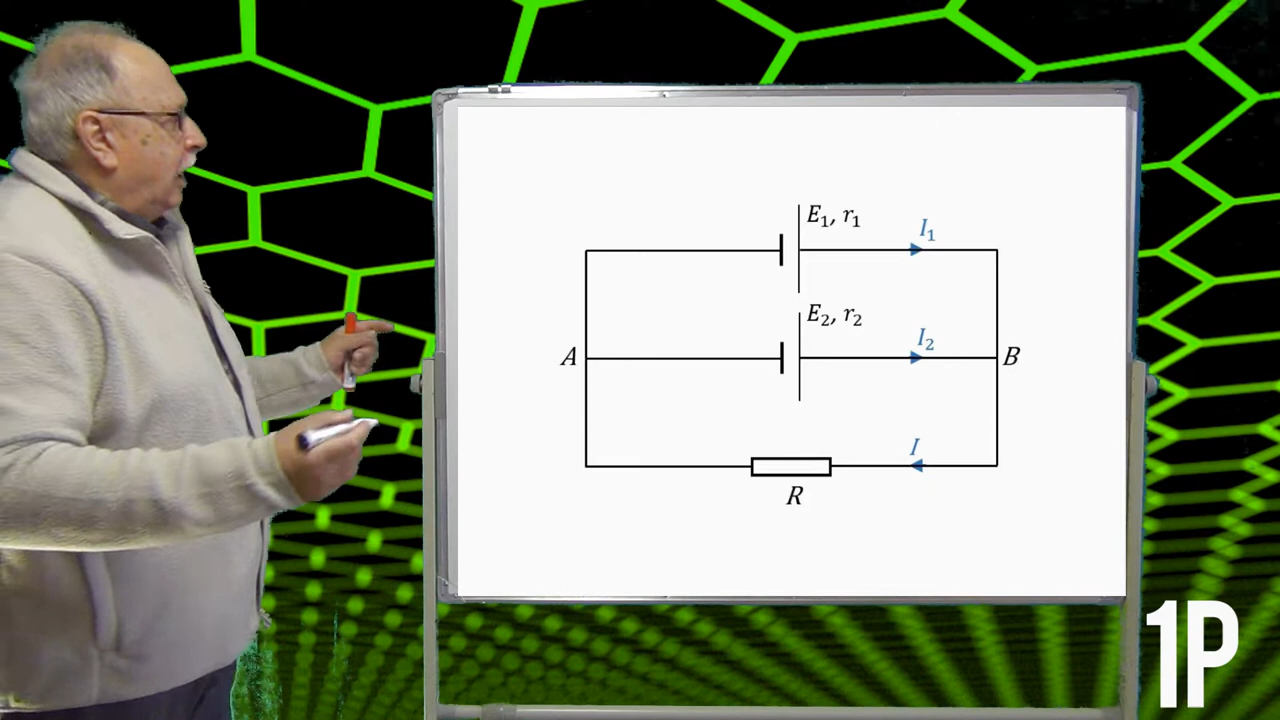 E₁, r₁
I₁
E₂, r₂
I₂
A
B
I
R
1P